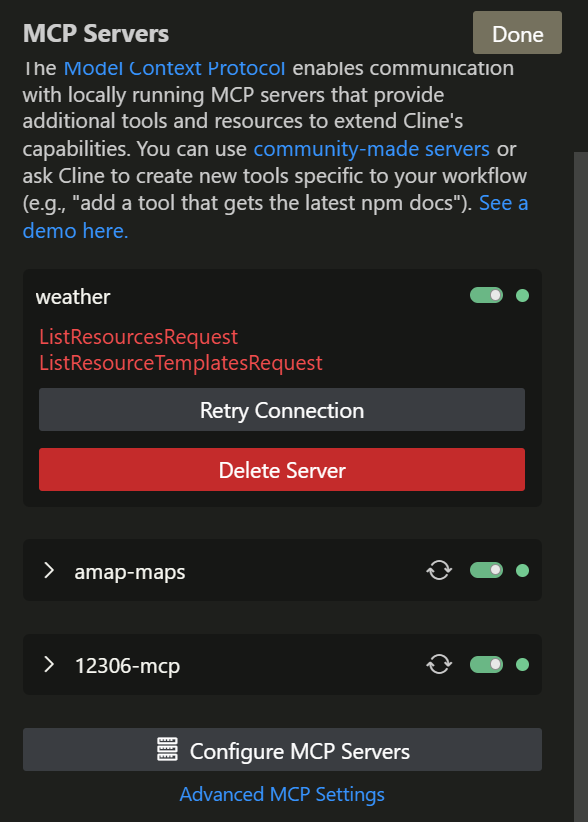 MCP Servers
Done
The Model Context Protocol enables communication
with locally running MCP servers that provide
additional tools and resources to extend Cline's
capabilities. You can use community-made servers or
ask Cline to create new tools specific to your workflow
(e.g., "add a tool that gets the latest npm docs"). See a
demo here.
weather
ListResourcesRequest
ListResourceTemplatesRequest
Retry Connection
Delete Server
amap-maps
12306-mcp
Configure MCP Servers
Advanced MCP Settings